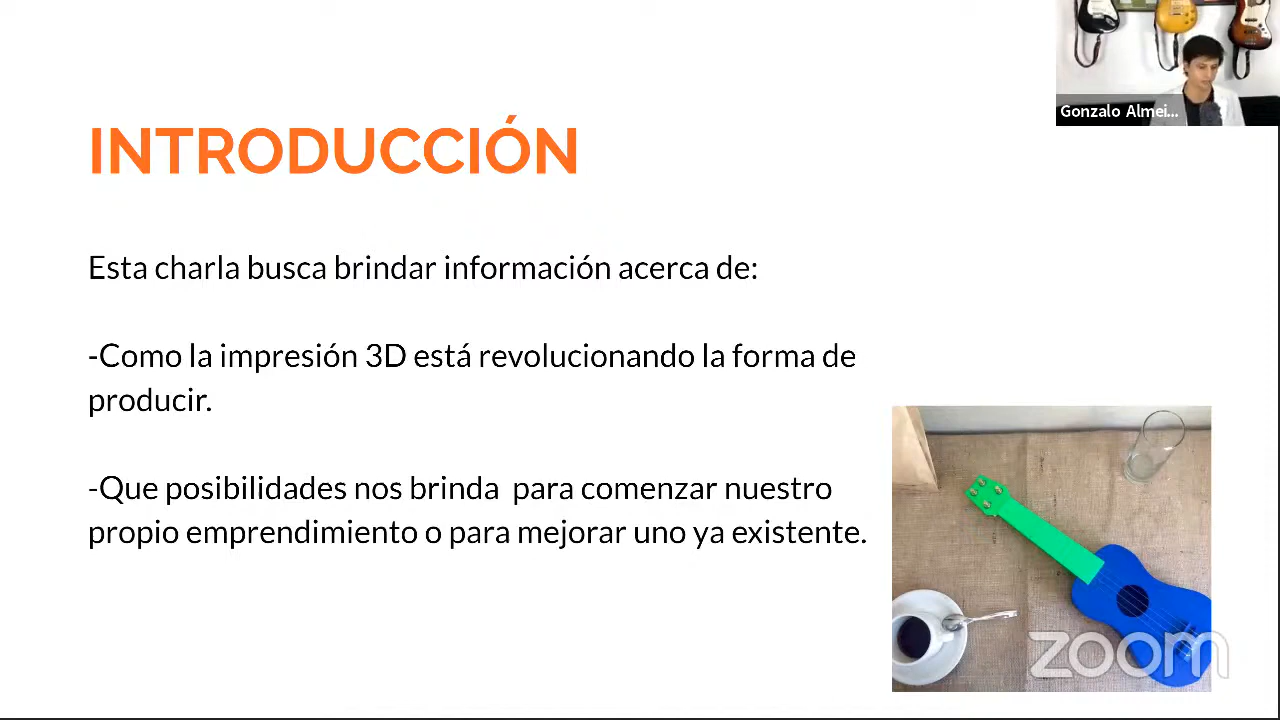 Gonzalo Almei...
INTRODUCCIÓN
Esta charla busca brindar información acerca de:
-Como la impresión 3D está revolucionando la forma de
producir.
-Que posibilidades nos brinda para comenzar nuestro
propio emprendimiento o para mejorar uno ya existente.
zoom